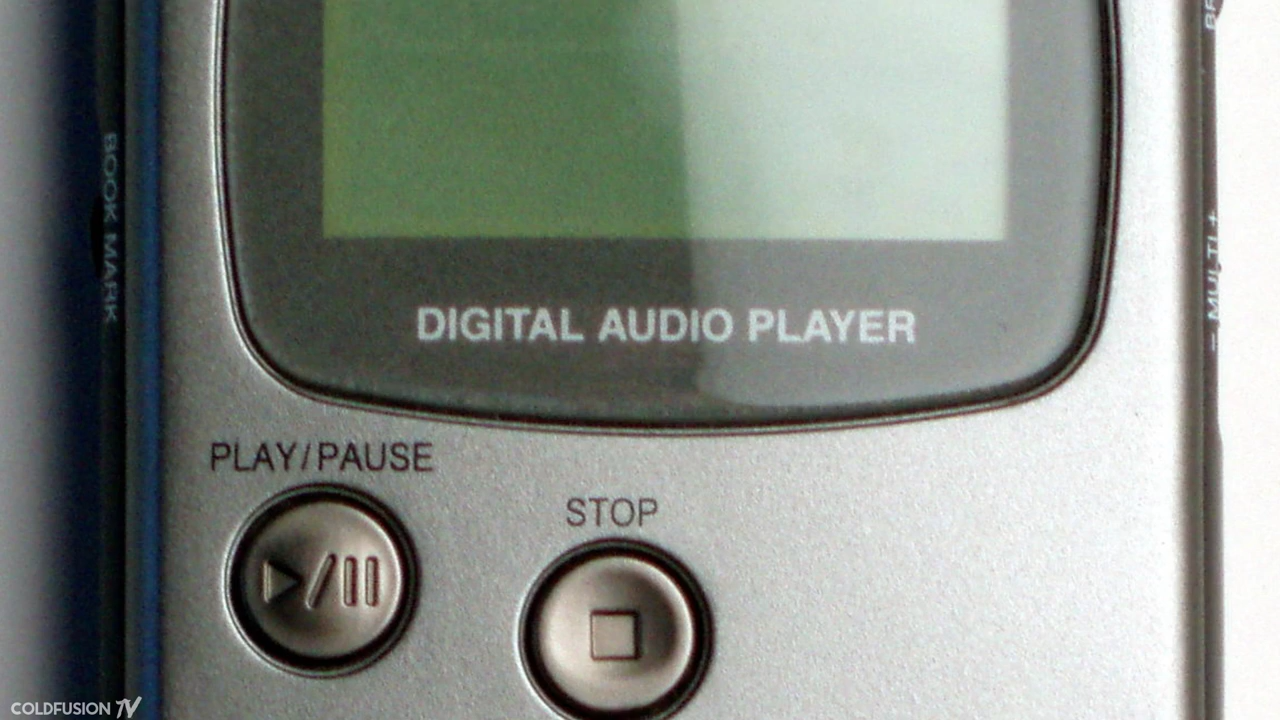 BOOK MARK
- MULTI +
DIGITAL AUDIO PLAYER
PLAY/PAUSE
STOP
COLDFUSION TV